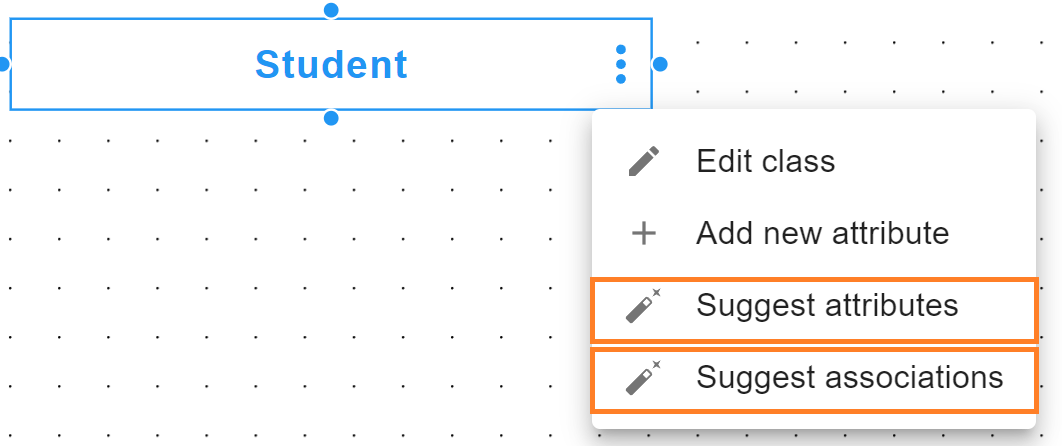 Student
Edit class
Add new attribute
Suggest attributes
Suggest associations